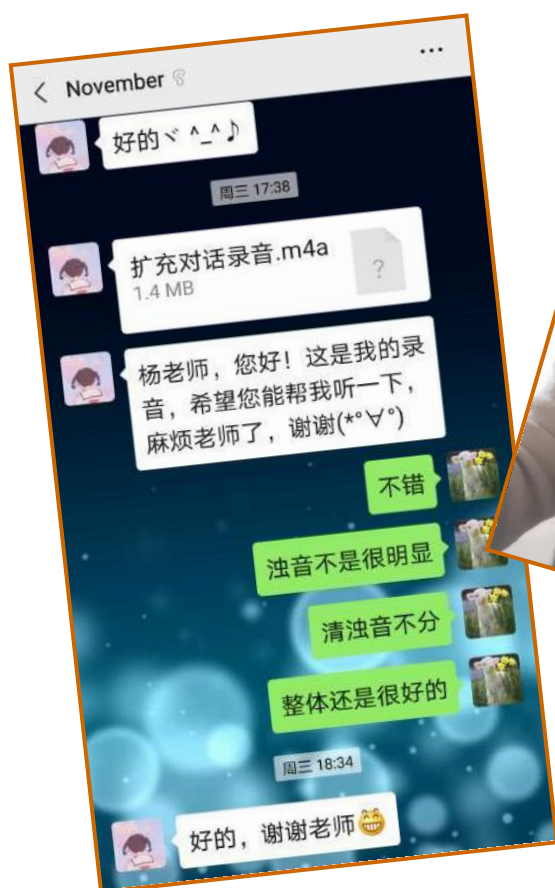 November
好的ヾ ^_^♪
周三 17:38
扩充对话录音.m4a
1.4 MB
?
杨老师，您好！这是我的录
音，希望您能帮我听一下，
麻烦老师了，谢谢(*°∀°)
不错
浊音不是很明显
清浊音不分
整体还是很好的
周三 18:34
好的，谢谢老师😁